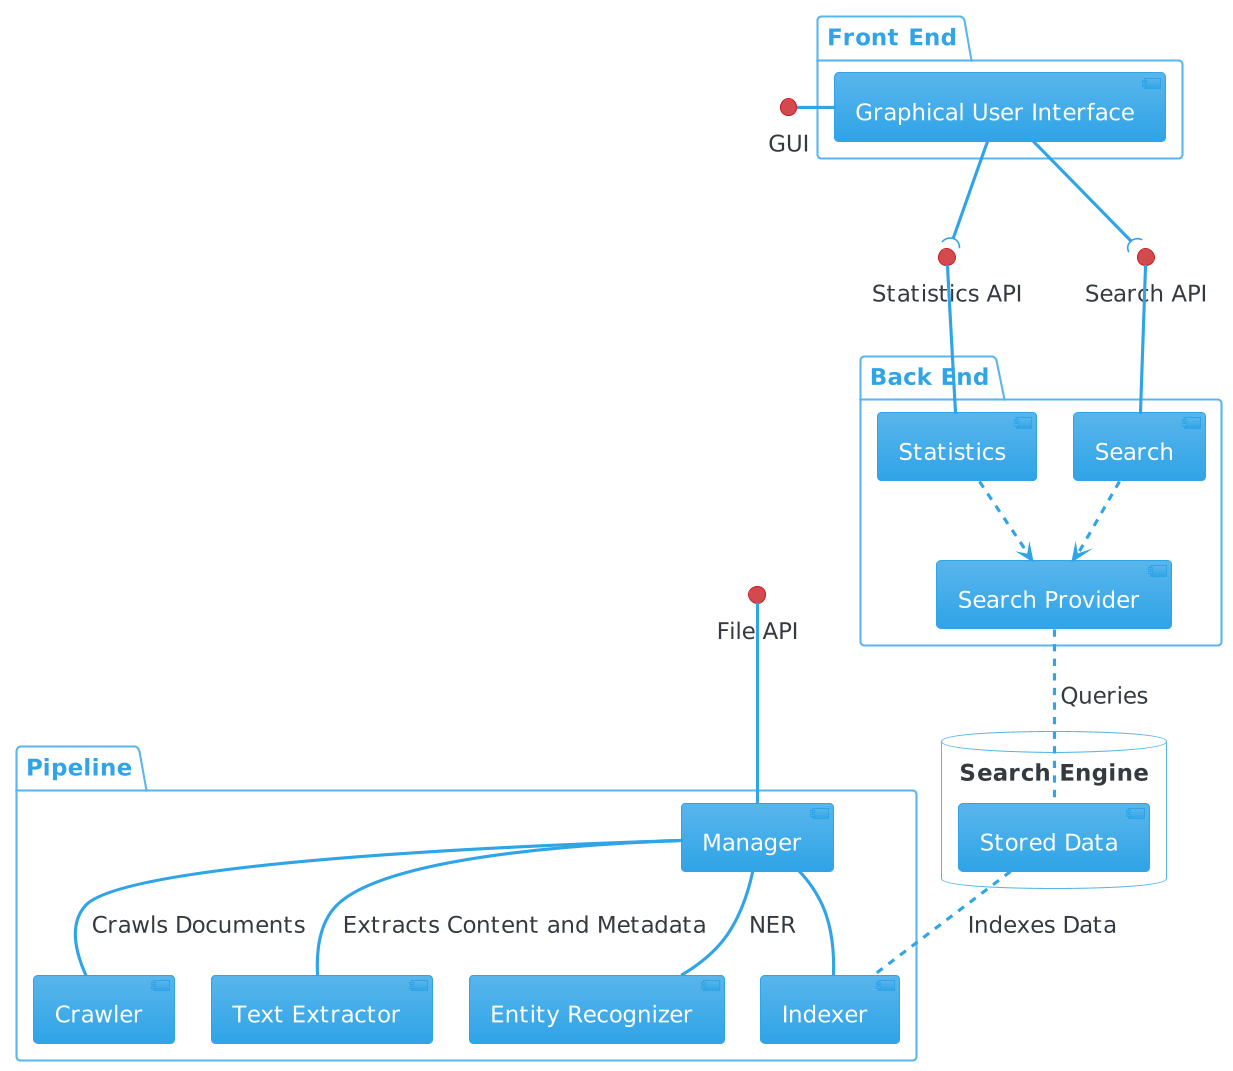 Front End
Graphical User Interface
GUI
Statistics API
Search API
Back End
Statistics
Search
Search Provider
File API
Queries
Pipeline
Search Engine
Manager
Stored Data
Crawls Documents
Extracts Content and Metadata
NER
Indexes Data
Crawler
Text Extractor
Entity Recognizer
Indexer